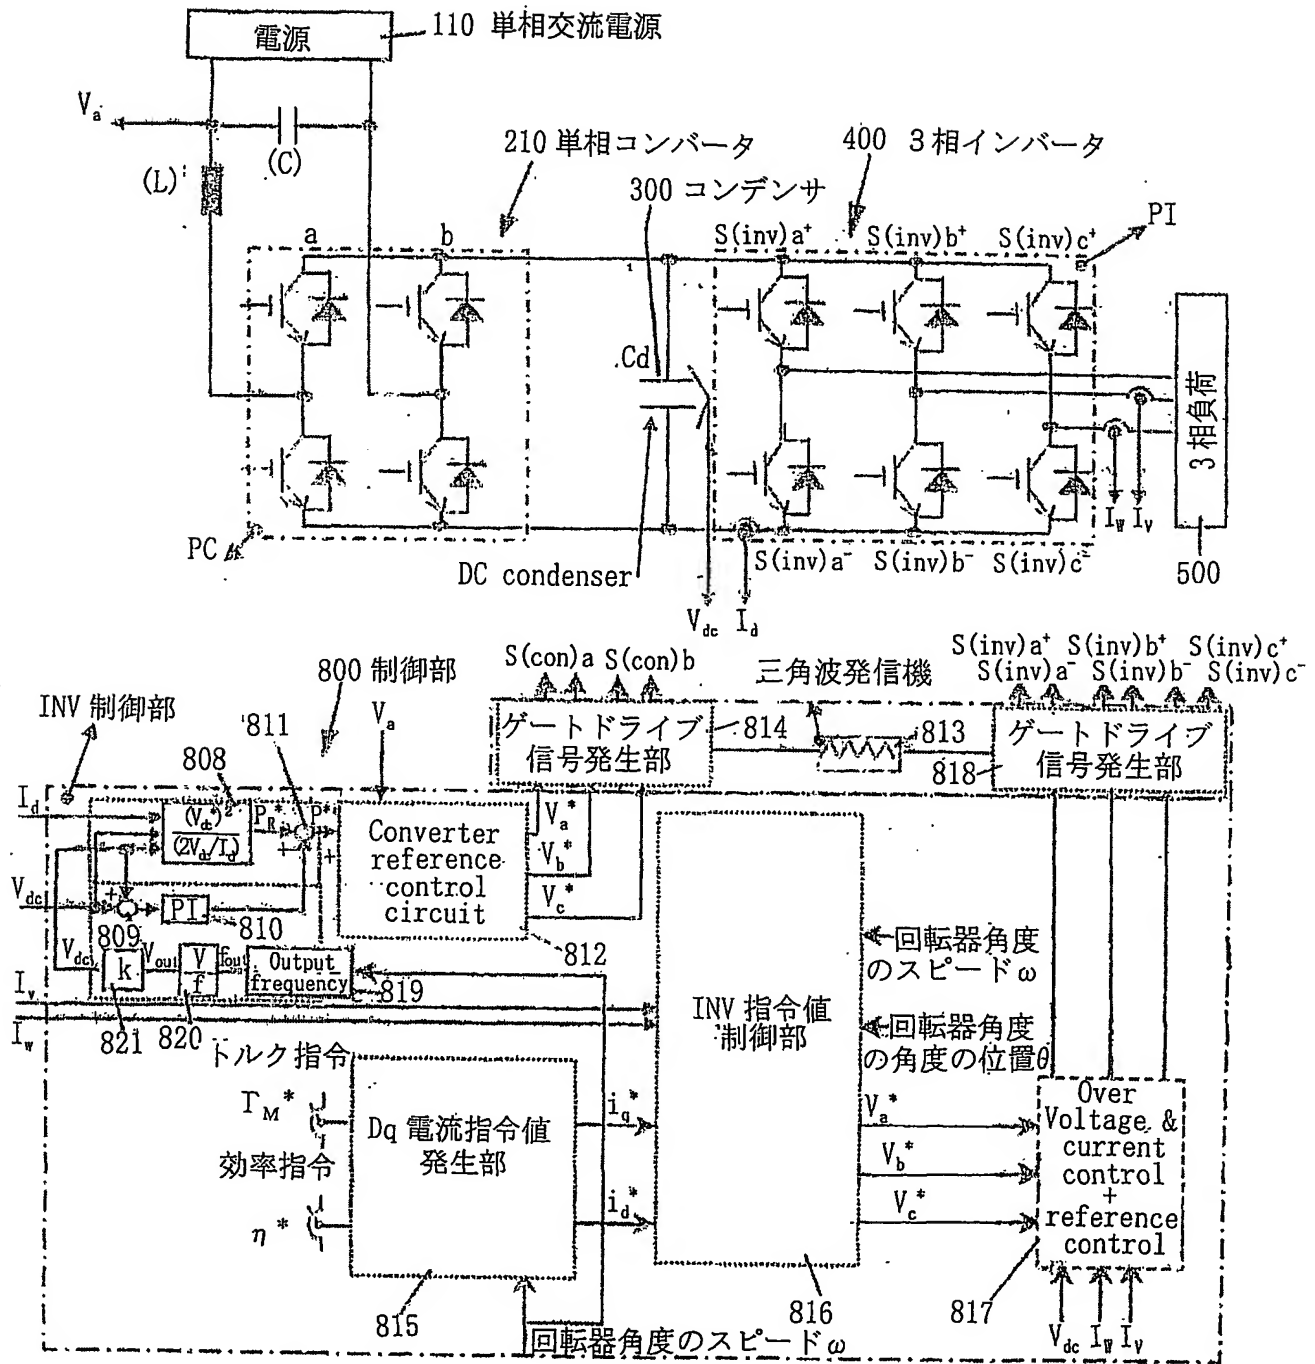 電源
110 単相交流電源
Va
(C)
(L)
210 単相コンバータ
400 3相インバータ
300 コンデンサ
PI
a
b
S(inv)a⁺
S(inv)b⁺
S(inv)c⁺
Cd
3相負荷
500
Iw
Iv
PC
DC condenser
S(inv)a⁻
S(inv)b⁻
S(inv)c⁻
Vdc
Id
S(con)a
S(con)b
三角波発信機
S(inv)a⁺
S(inv)b⁺
S(inv)c⁺
S(inv)a⁻
S(inv)b⁻
S(inv)c⁻
INV 制御部
800 制御部
811
808
Va
ゲートドライブ
信号発生部
814
813
ゲートドライブ
信号発生部
818
Id
(Vdc*)²
(2Vdc/Id)
PR*
P*
+
+
Converter
reference
control
circuit
Va*
Vb*
Vc*
Vdc
+
PI
810
809
812
Vdc
k
Vout
V
f
fout
Output
frequency
819
821
820
Iv
Iw
INV 指令値
制御部
回転器角度
のスピード ω
回転器角度
の角度の位置 θ
トルク指令
TM*
効率指令
η*
Dq 電流指令値
発生部
iq*
id*
Va*
Vb*
Vc*
Over
Voltage &
current
control
+
reference
control
815
816
817
回転器角度のスピード ω
Vdc
Iw
Iv